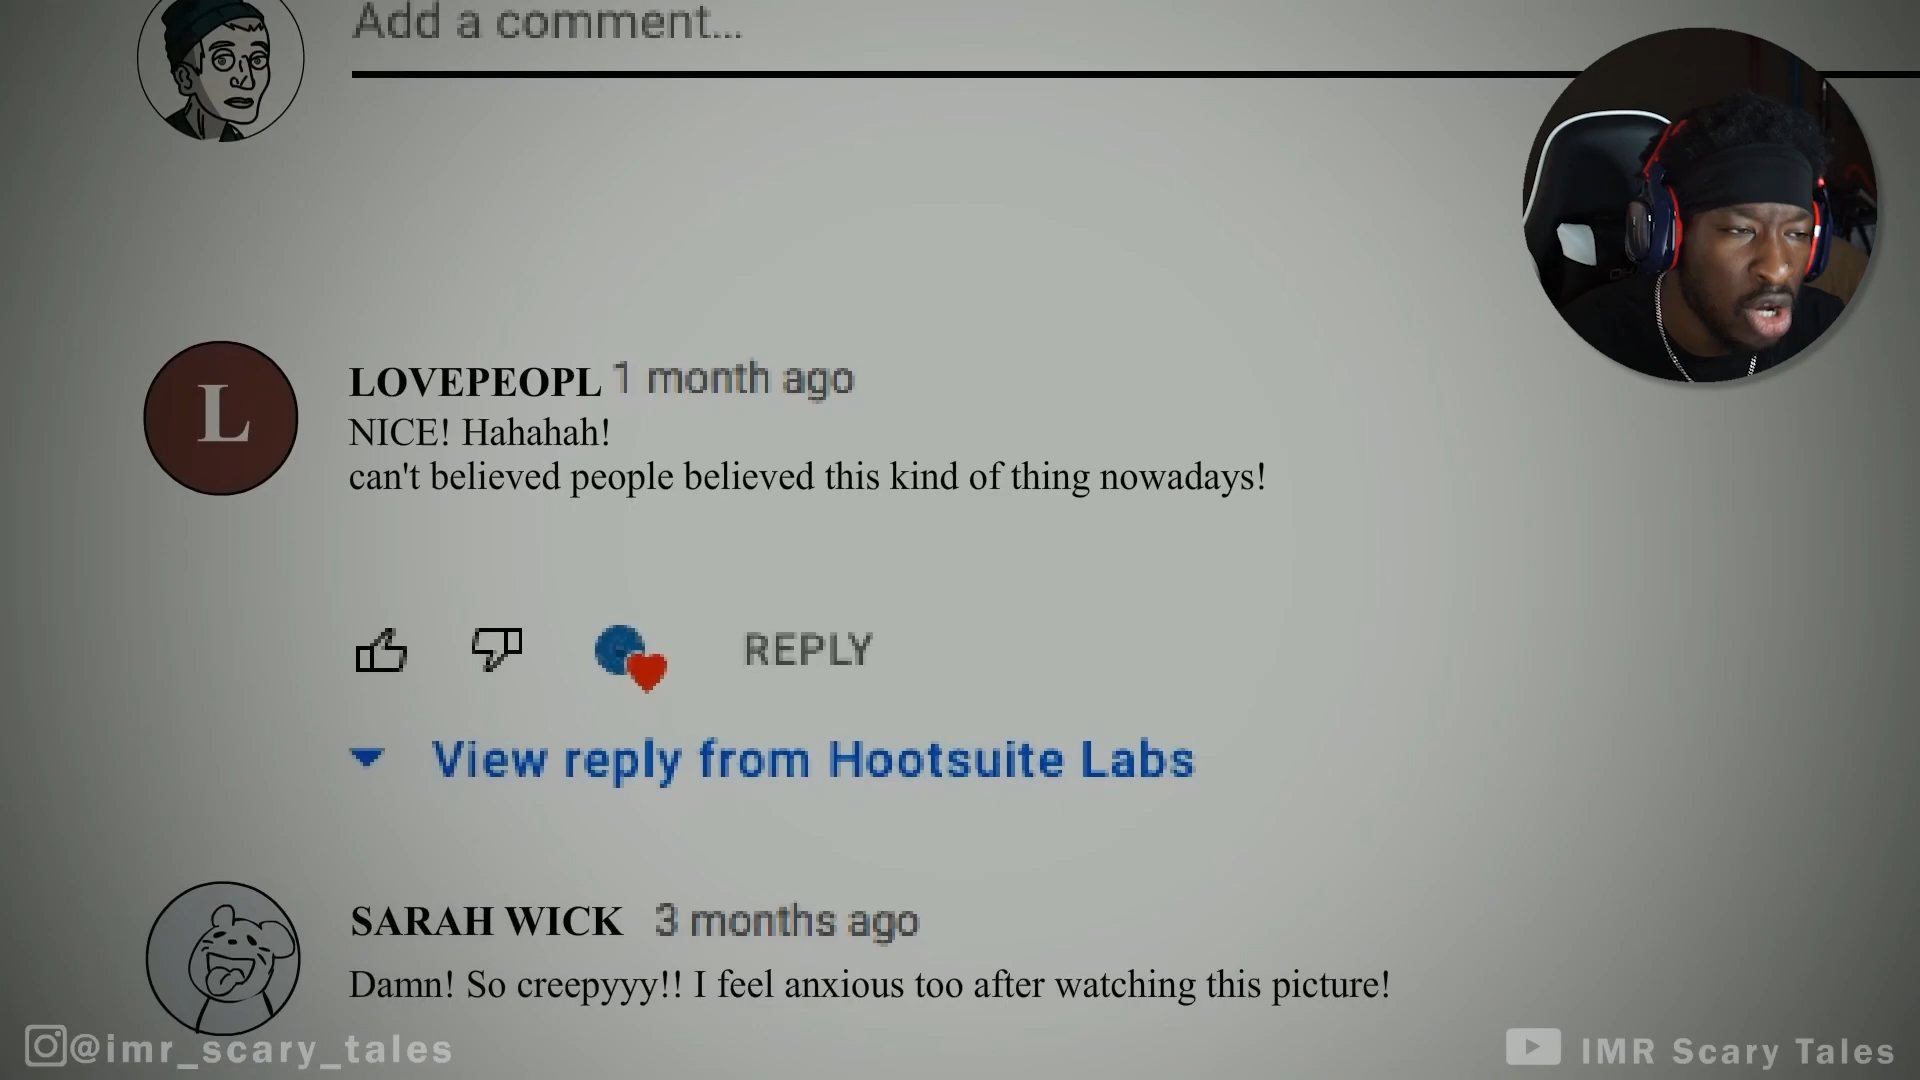 Add a comment...
LOVEPEOPL 1 month ago
NICE! Hahahah!
can't believed people believed this kind of thing nowadays!
L
REPLY
View reply from Hootsuite Labs
SARAH WICK 3 months ago
Damn! So creepyyy!! I feel anxious too after watching this picture!
@imr_scary_tales
IMR Scary Tales